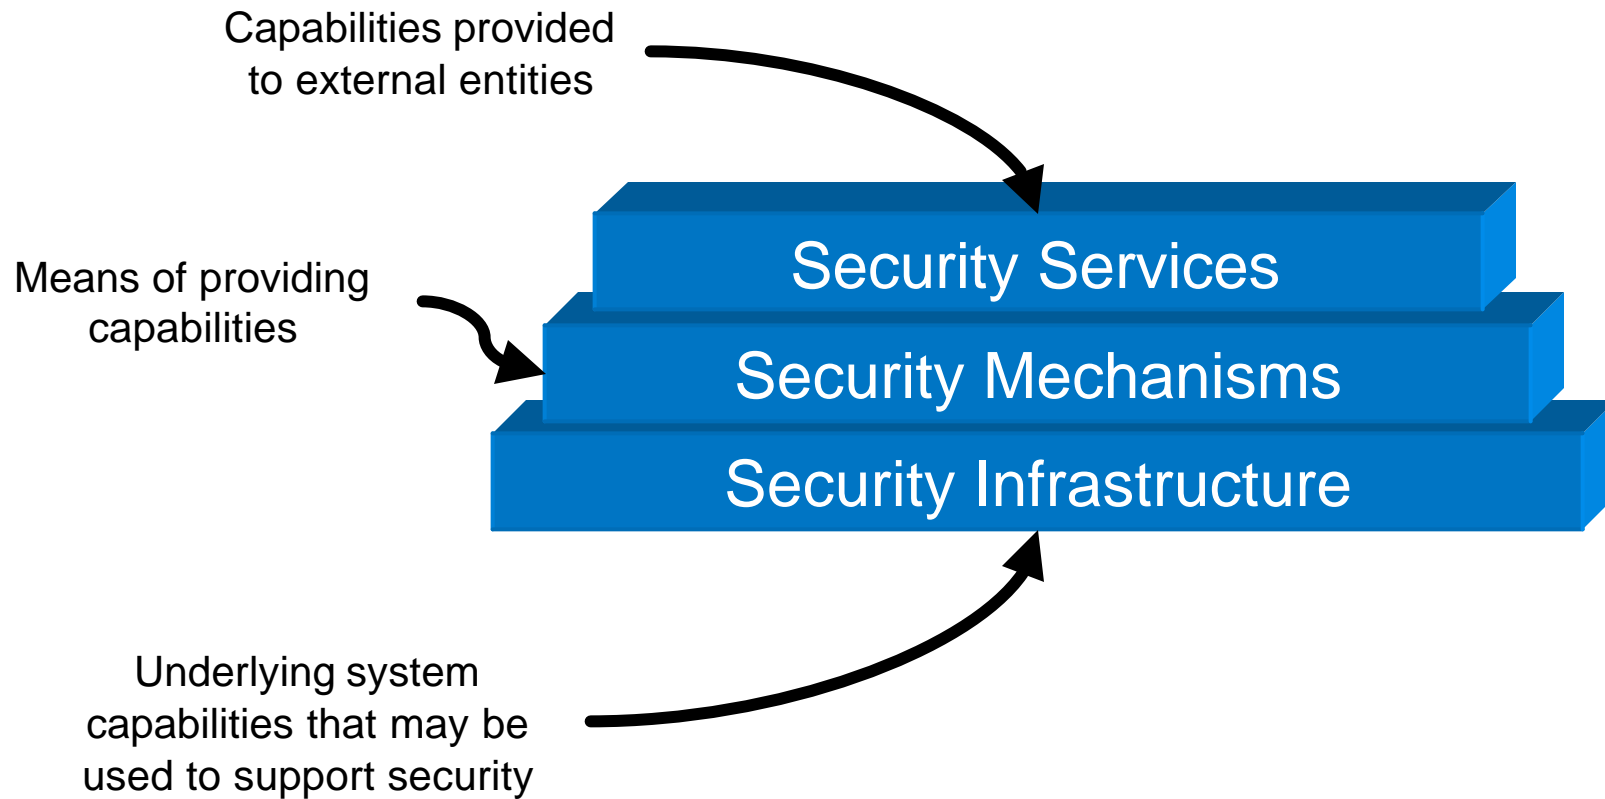 Capabilities provided
to external entities
Security Services
Means of providing
capabilities
Security Mechanisms
Security Infrastructure
Underlying system
capabilities that may be
used to support security